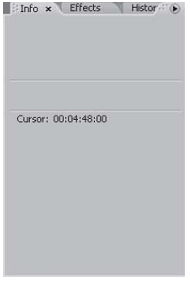 Info × Effects Histor
Cursor: 00:04:48:00